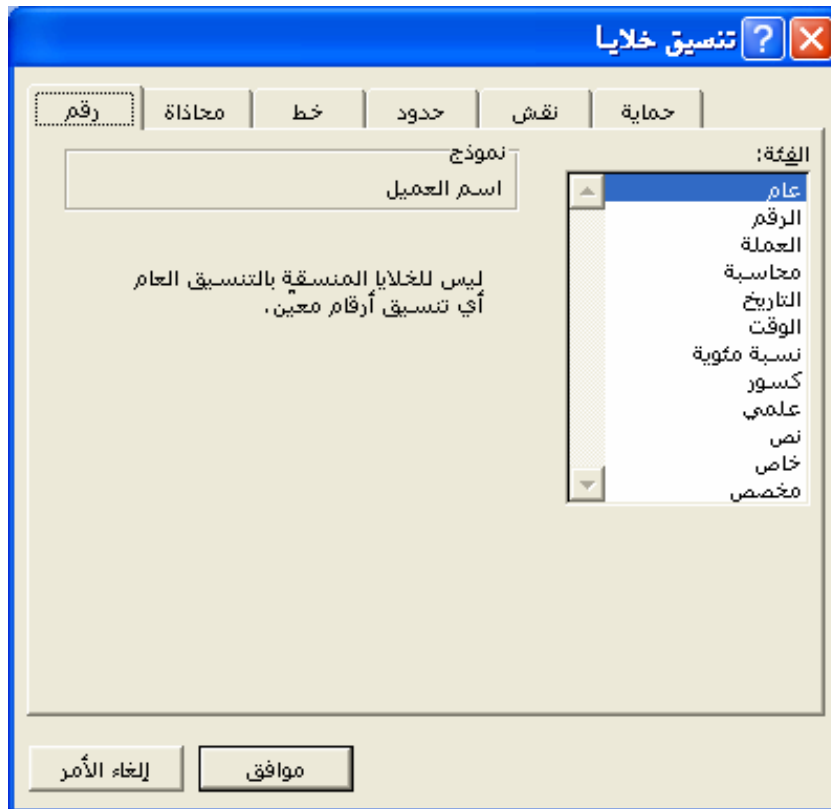 تنسيق خلايا
رقم
محاذاة
خط
حدود
نقش
حماية
الفئة:
عام
الرقم
العملة
محاسبة
التاريخ
الوقت
نسبة مئوية
كسور
علمي
نص
خاص
مخصص
نموذج
اسم العميل
ليس للخلايا المنسقة بالتنسيق العام
أي تنسيق أرقام معين.
موافق
إلغاء الأمر